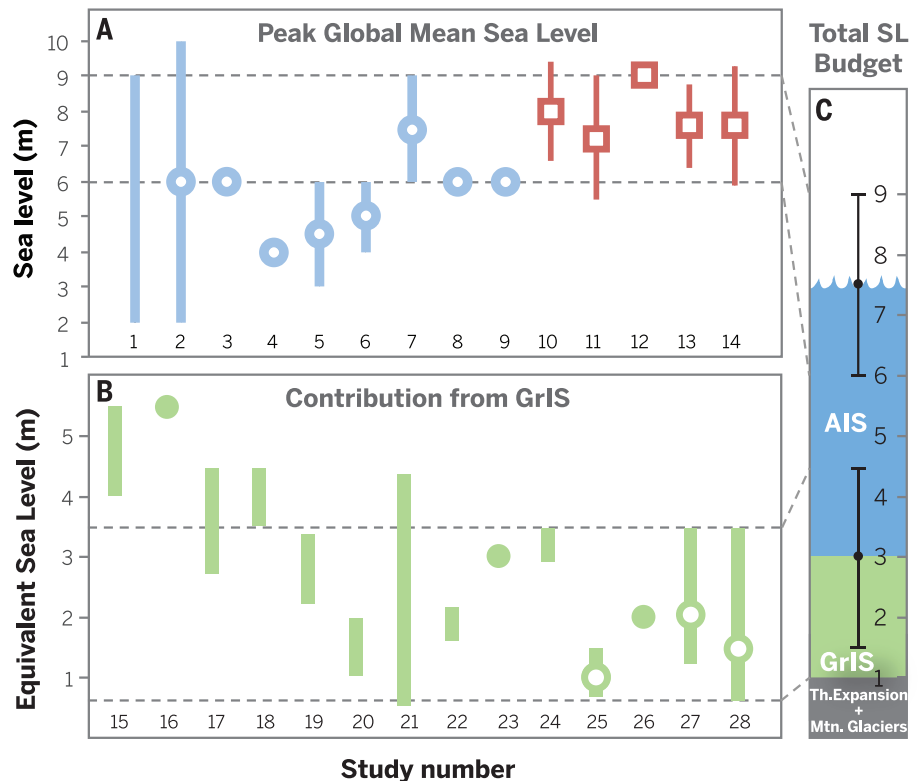 A
Peak Global Mean Sea Level
Sea level (m)
10
9
8
7
6
5
4
3
2
1
1 2 3 4 5 6 7 8 9 10 11 12 13 14
B
Contribution from GrIS
Equivalent Sea Level (m)
5
4
3
2
1
15 16 17 18 19 20 21 22 23 24 25 26 27 28
Study number
Total SL
Budget
C
9
8
7
6
AIS
5
4
3
2
GrIS
1
Th.Expansion
+
Mtn. Glaciers